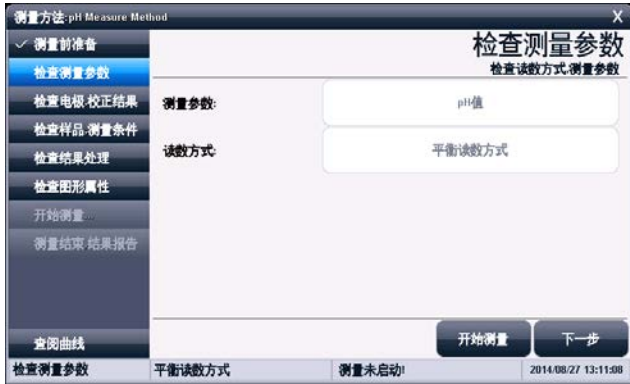 测量方法:pH Measure Method X
✓ 测量前准备
检查测量参数
检查电极·校正结果
检查样品·测量条件
检查结果处理
检查图形属性
开始测量...
测量结束·结果报告
查阅曲线
检查测量参数
检查读数方式·测量参数
测量参数: pH值
读数方式: 平衡读数方式
开始测量 下一步
检查测量参数 平衡读数方式 测量未启动! 2014/08/27 13:11:08